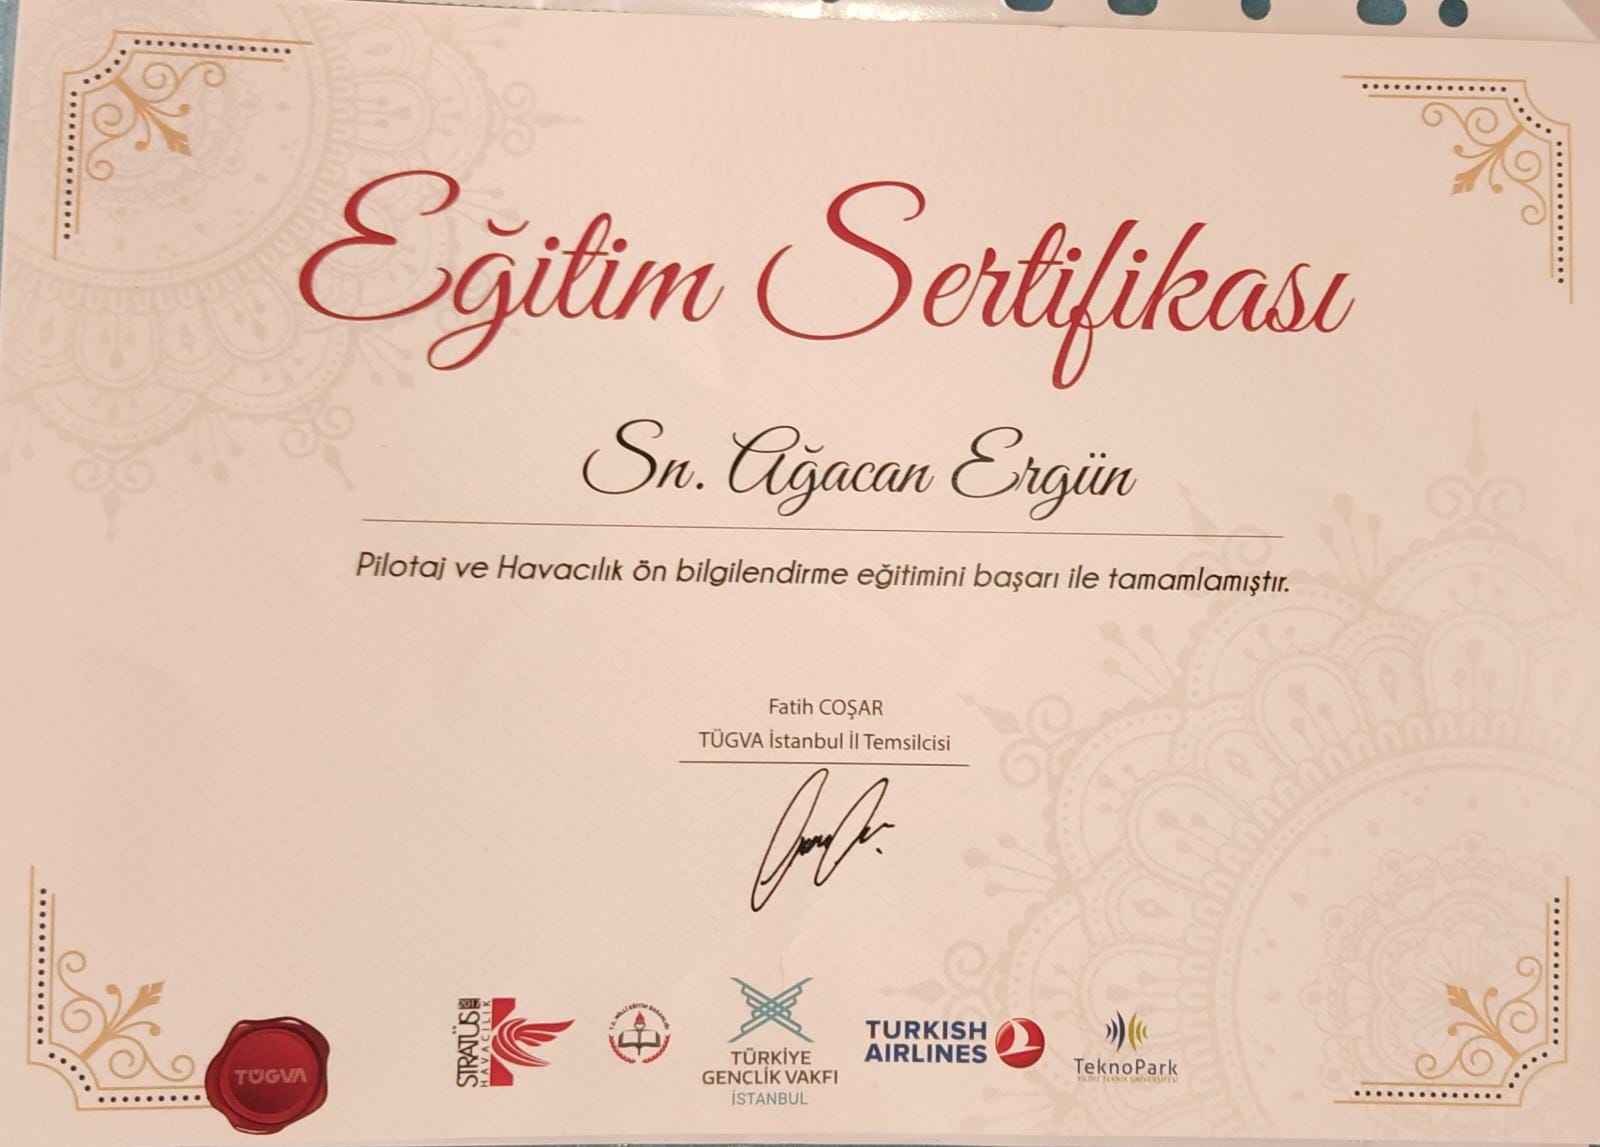 Eğitim Sertifikası
Sn. Ağacan Ergün
Pilotaj ve Havacılık ön bilgilendirme eğitimini başarı ile tamamlamıştır.
Fatih COŞAR
TÜGVA İstanbul İl Temsilcisi
TÜGVA
2017
STRATÜS
HAVACILIK
T.C. MİLLİ EĞİTİM BAKANLIĞI
TÜRKİYE
GENÇLİK VAKFI
İSTANBUL
TURKISH
AIRLINES
TeknoPark
YILDIZ TEKNİK ÜNİVERSİTESİ